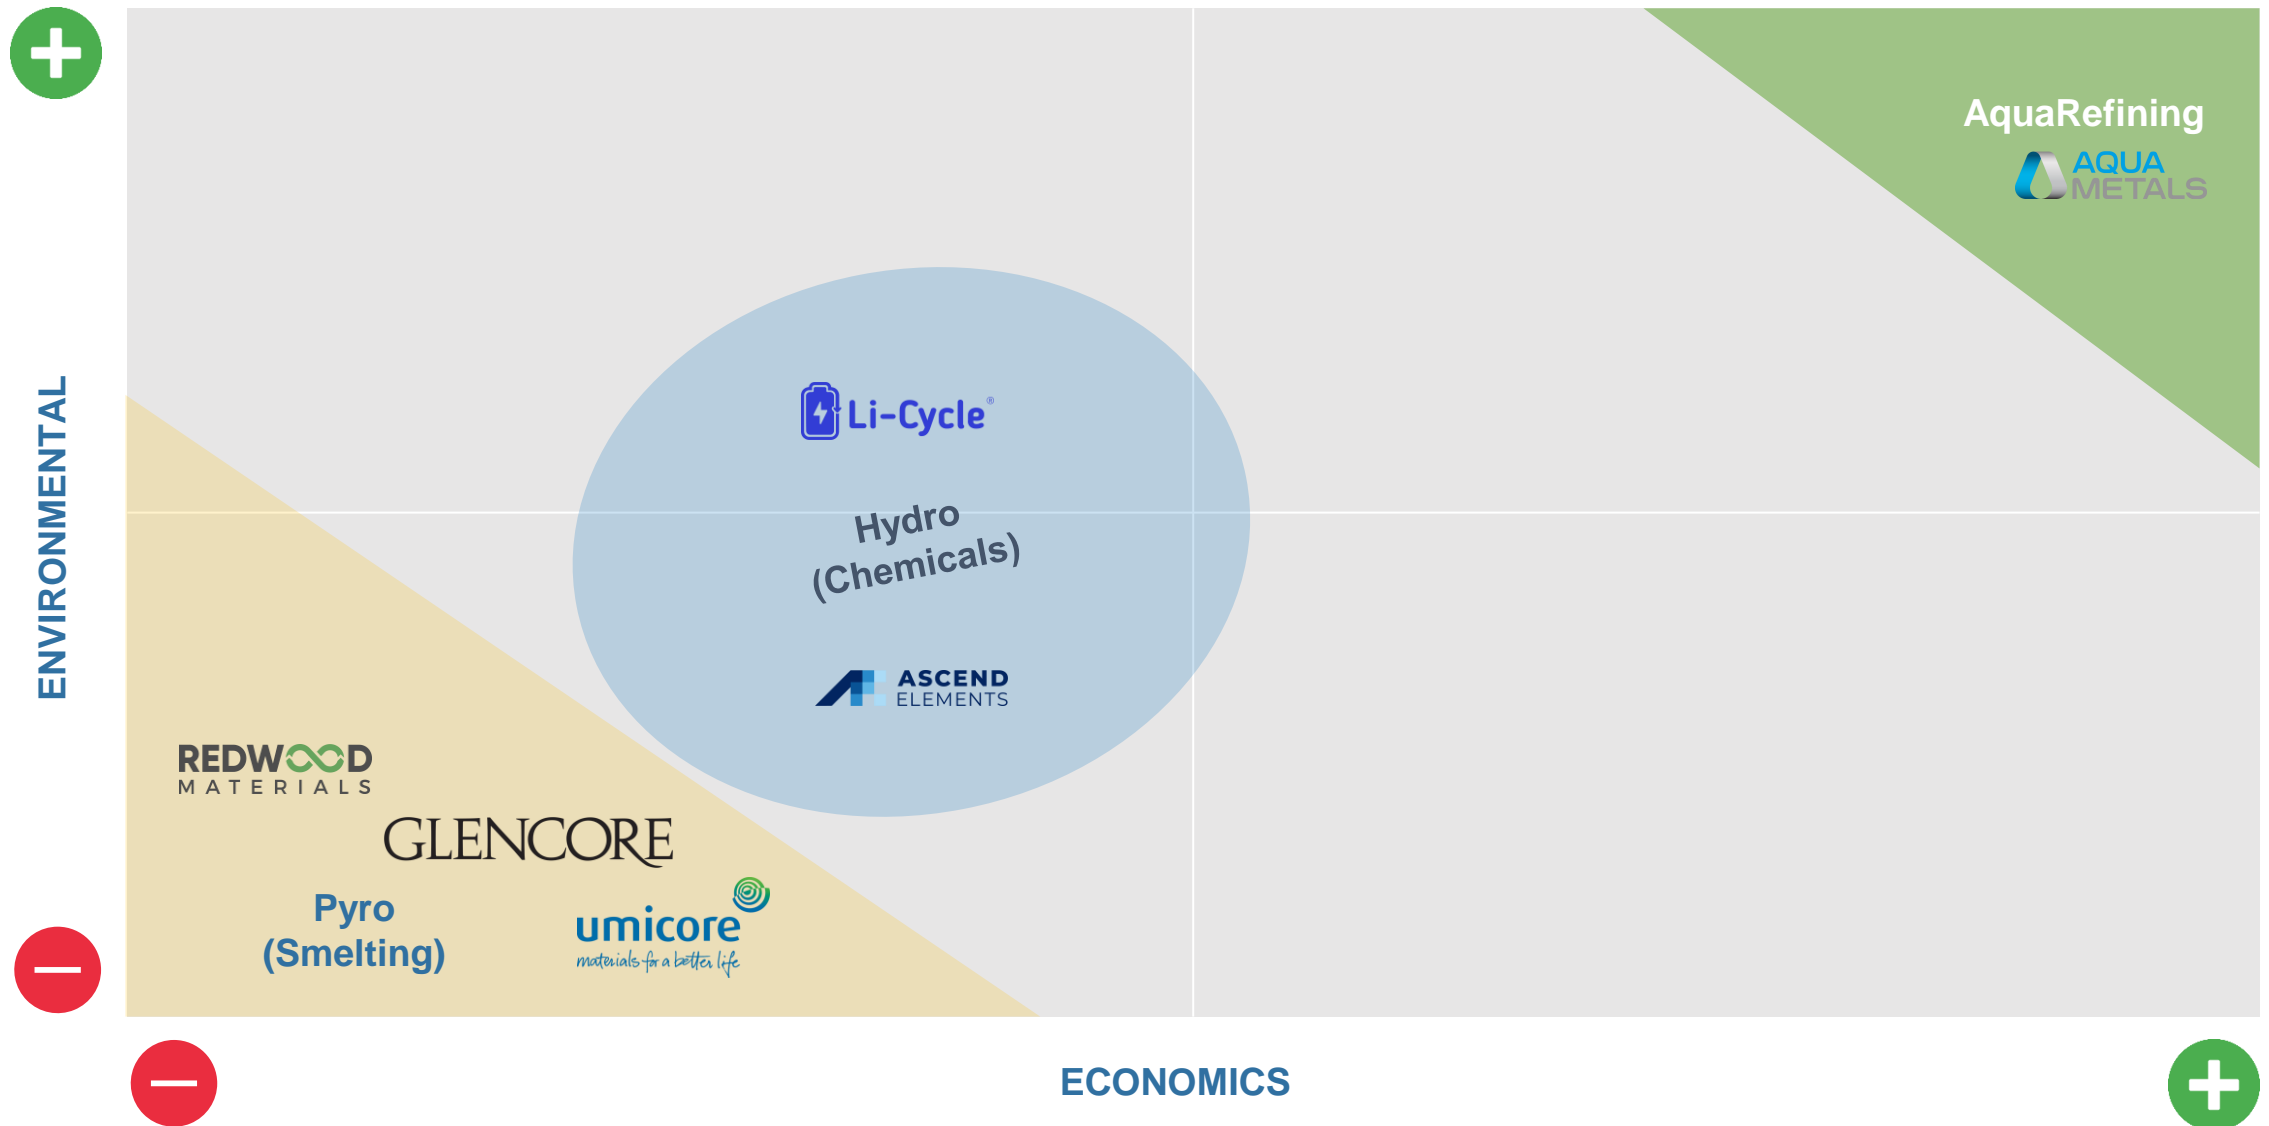 AquaRefining
AQUA
METALS
Li-Cycle®
Hydro
(Chemicals)
ASCEND
ELEMENTS
ENVIRONMENTAL
REDWOOD
MATERIALS
GLENCORE
Pyro
(Smelting)
umicore
materials for a better life
ECONOMICS